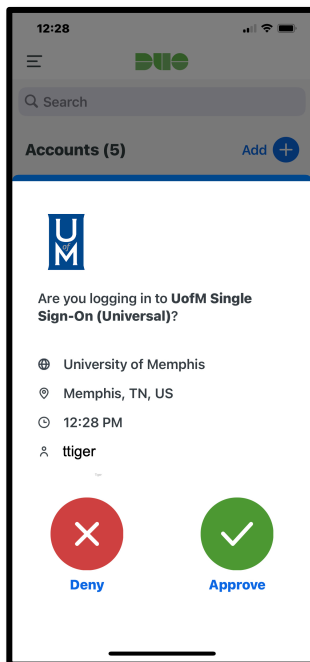 12:28
DUO
Search
Accounts (5)
Add
U
of
M
Are you logging in to UofM Single
Sign-On (Universal)?
University of Memphis
Memphis, TN, US
12:28 PM
ttiger
Deny
Approve